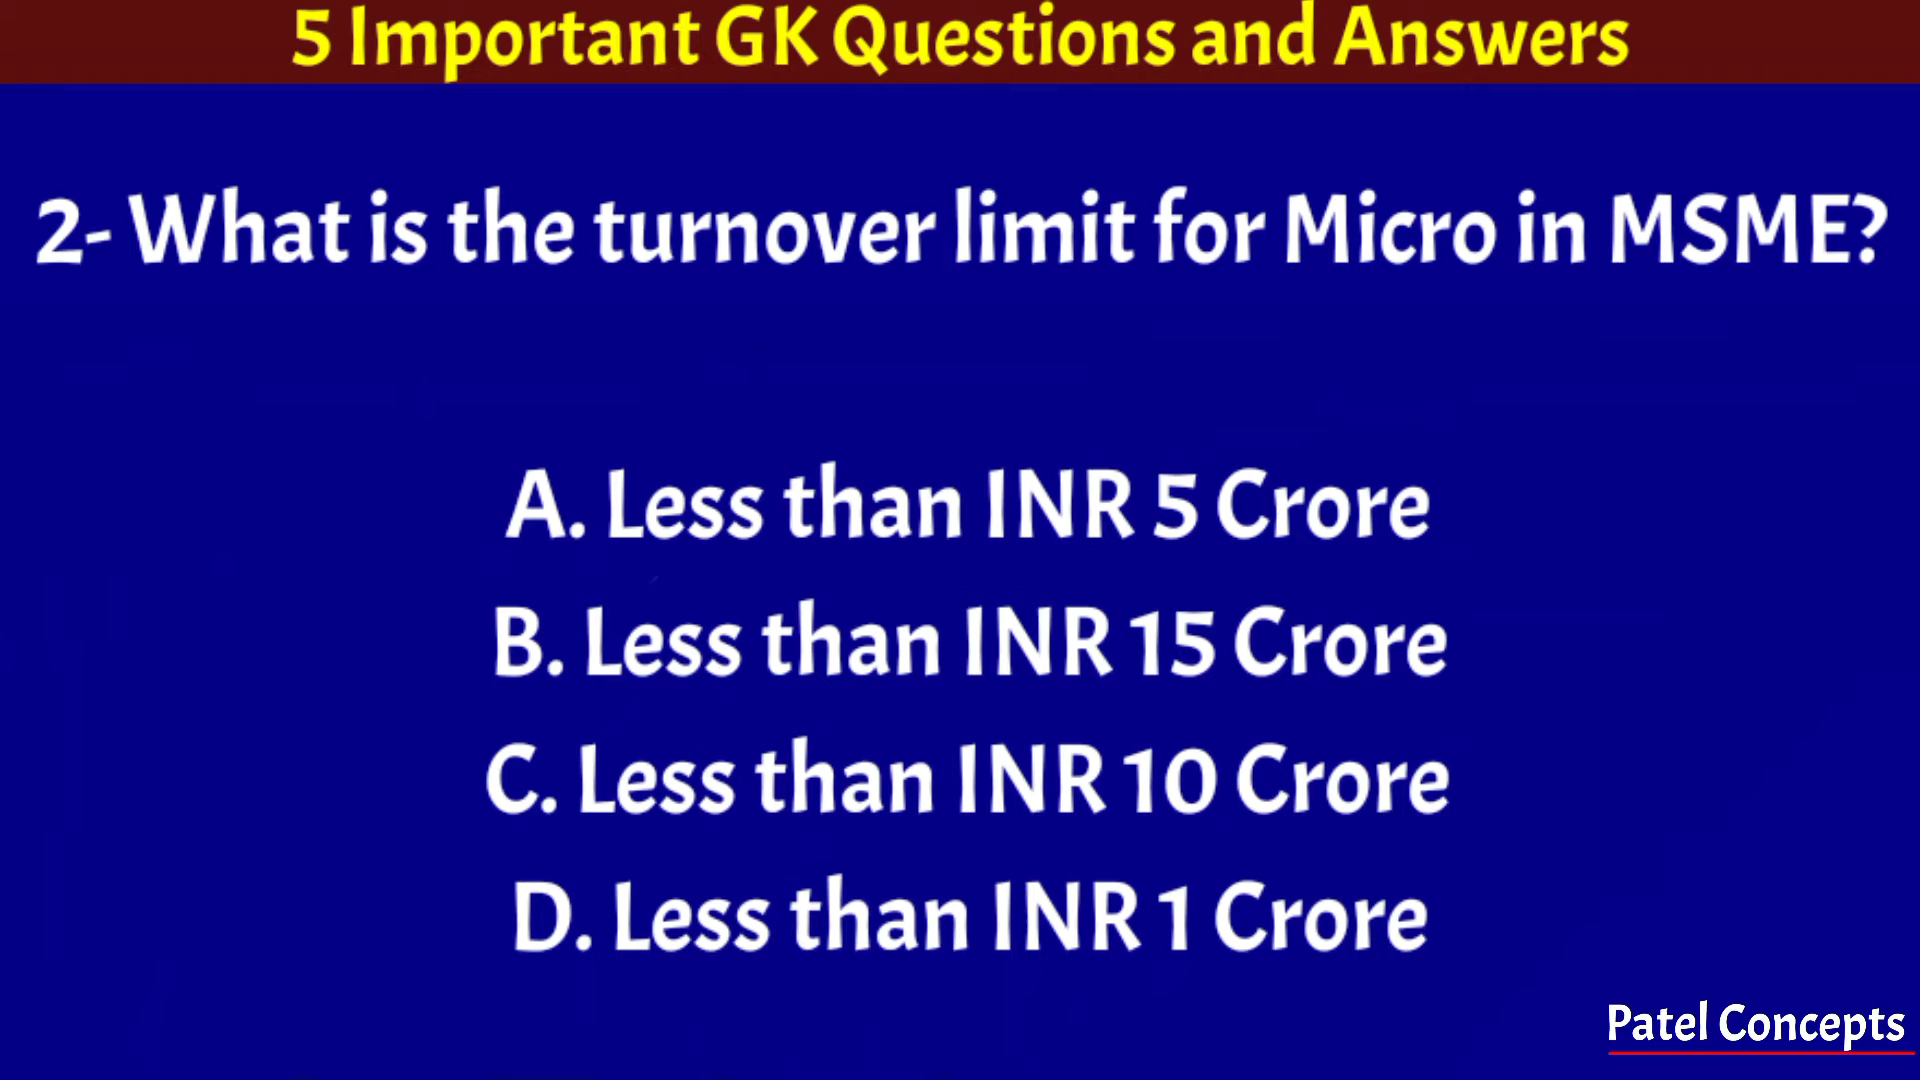 5 Important GK Questions and Answers
2- What is the turnover limit for Micro in MSME?
A. Less than INR 5 Crore
B. Less than INR 15 Crore
C. Less than INR 10 Crore
D. Less than INR 1 Crore
Patel Concepts